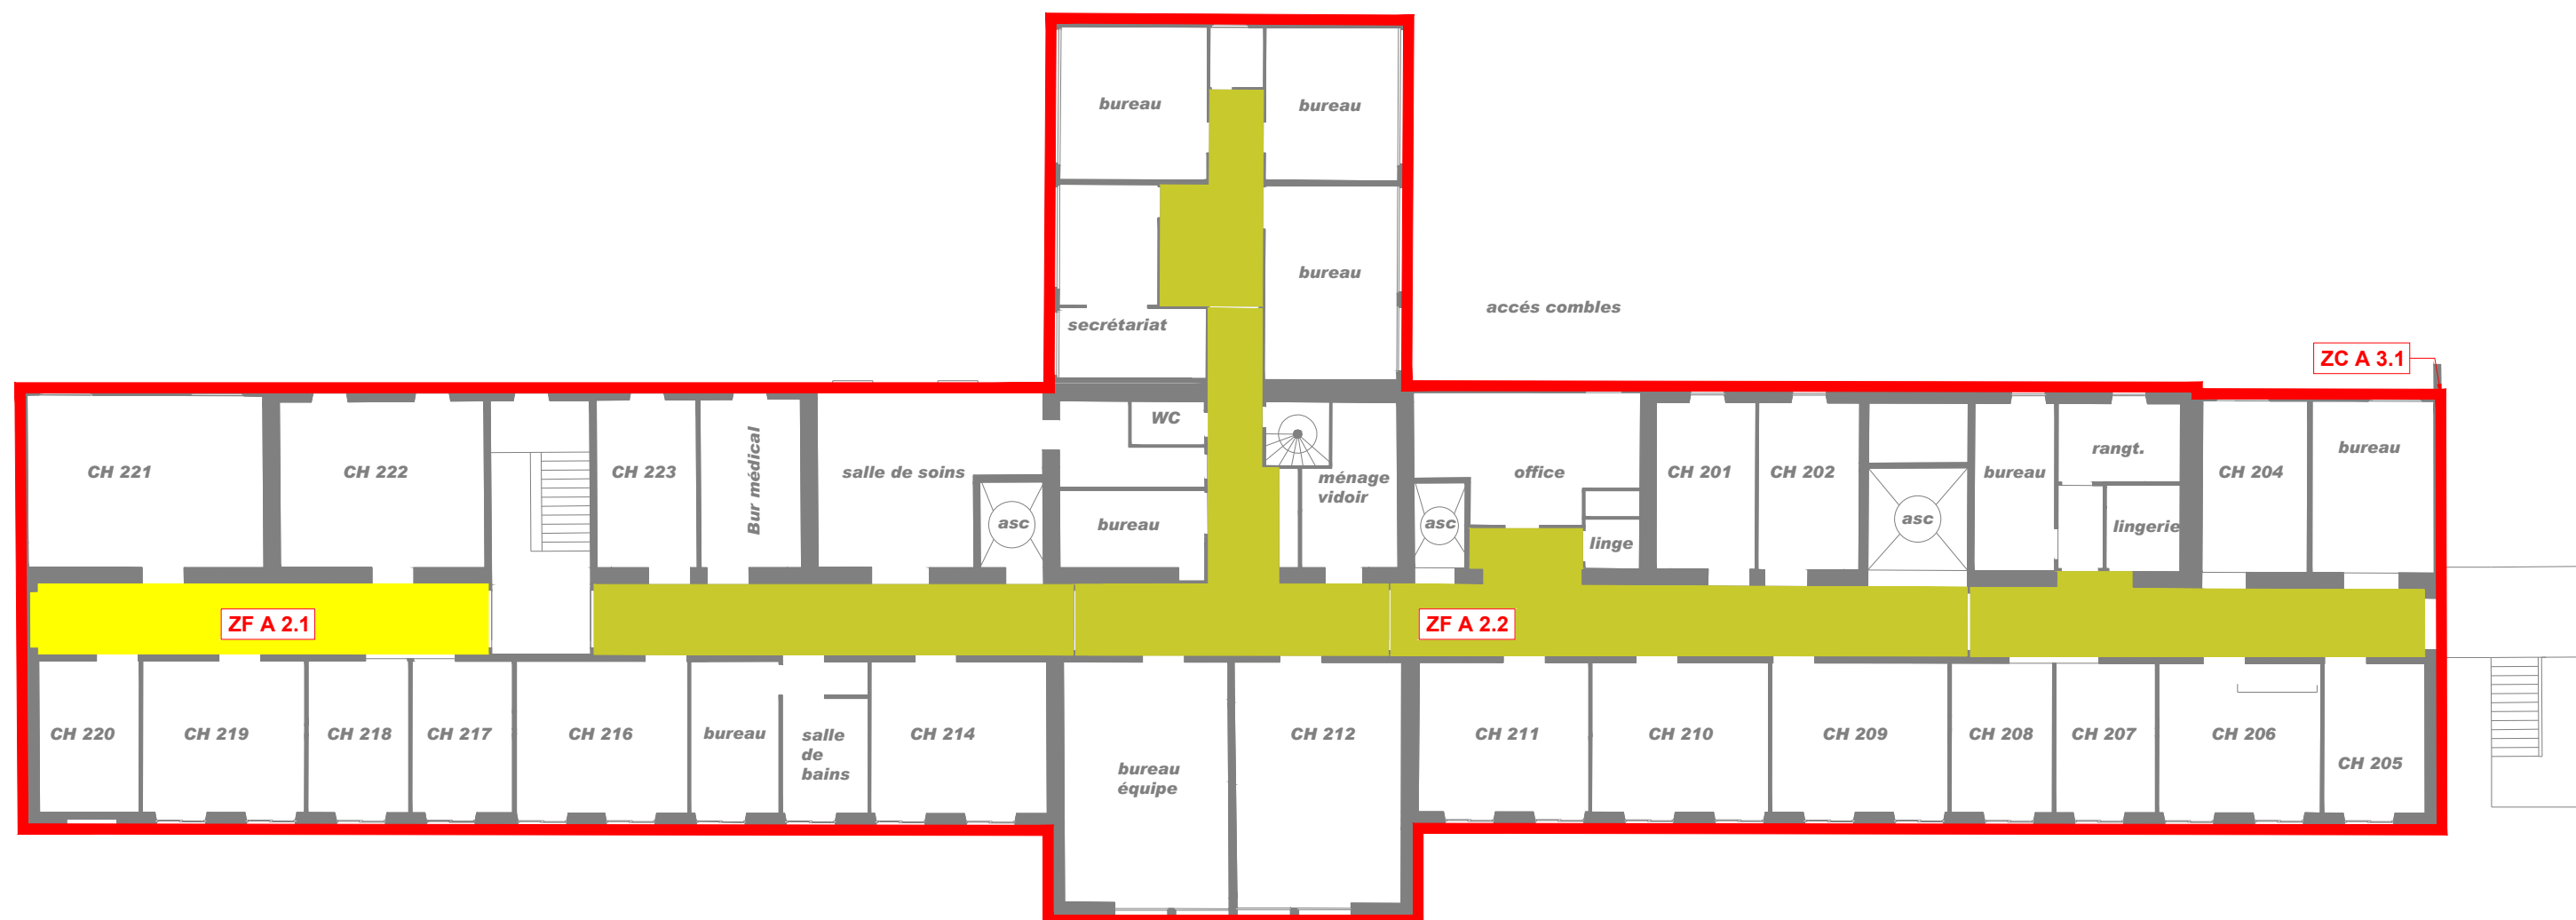 bureau
bureau
bureau
secrétariat
accés combles
ZC A 3.1
WC
CH 221
CH 222
CH 223
Bur médical
salle de soins
asc
bureau
ménage
vidoir
asc
office
linge
CH 201
CH 202
asc
bureau
rangt.
lingerie
CH 204
bureau
ZF A 2.1
ZF A 2.2
CH 220
CH 219
CH 218
CH 217
CH 216
bureau
salle
de
bains
CH 214
bureau
équipe
CH 212
CH 211
CH 210
CH 209
CH 208
CH 207
CH 206
CH 205